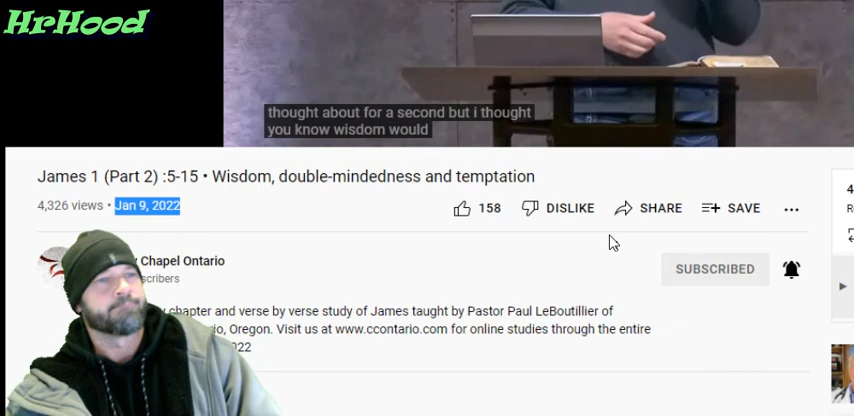 HrHood
thought about for a second but i thought
you know wisdom would
James 1 (Part 2) :5-15 • Wisdom, double-mindedness and temptation
4,326 views • Jan 9, 2022
158 DISLIKE SHARE SAVE ...
Chapel Ontario
SUBSCRIBED
chapter and verse by verse study of James taught by Pastor Paul LeBoutillier of
Oregon. Visit us at www.ccontario.com for online studies through the entire